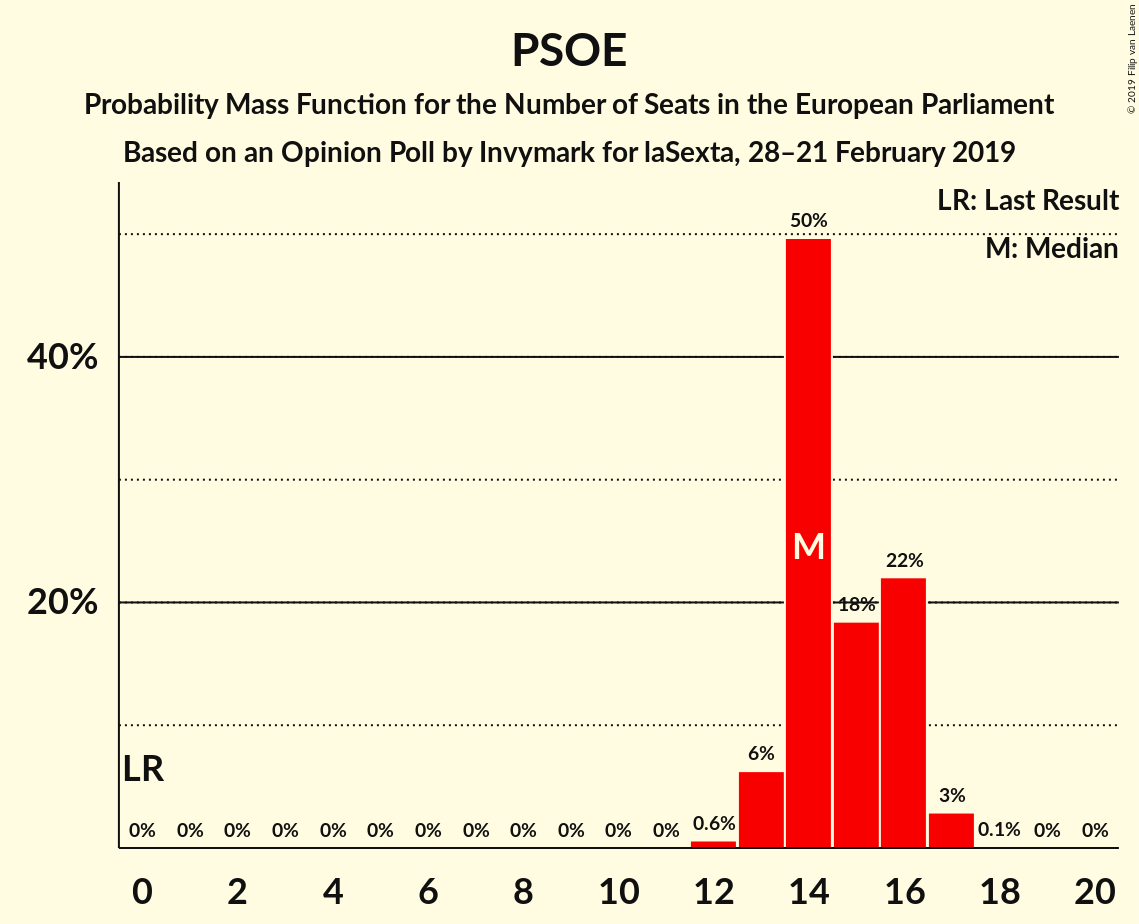 PSOE
Probability Mass Function for the Number of Seats in the European Parliament
Based on an Opinion Poll by Invymark for laSexta, 28–21 February 2019
© 2019 Filip van Laenen
LR: Last Result
M: Median
50%
40%
M
22%
20%
18%
LR
6%
3%
0% 0% 0% 0% 0% 0% 0% 0% 0% 0% 0% 0% 0.6% 0.1% 0% 0%
0 2 4 6 8 10 12 14 16 18 20